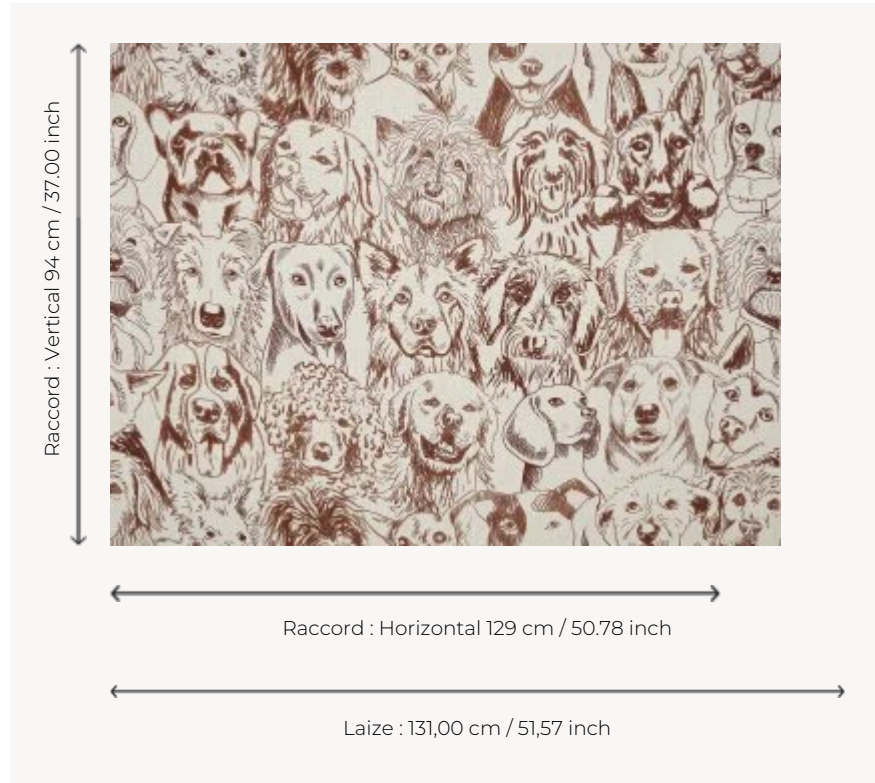 Raccord : Vertical 94 cm / 37.00 inch
Raccord : Horizontal 129 cm / 50.78 inch
Laize : 131,00 cm / 51,57 inch